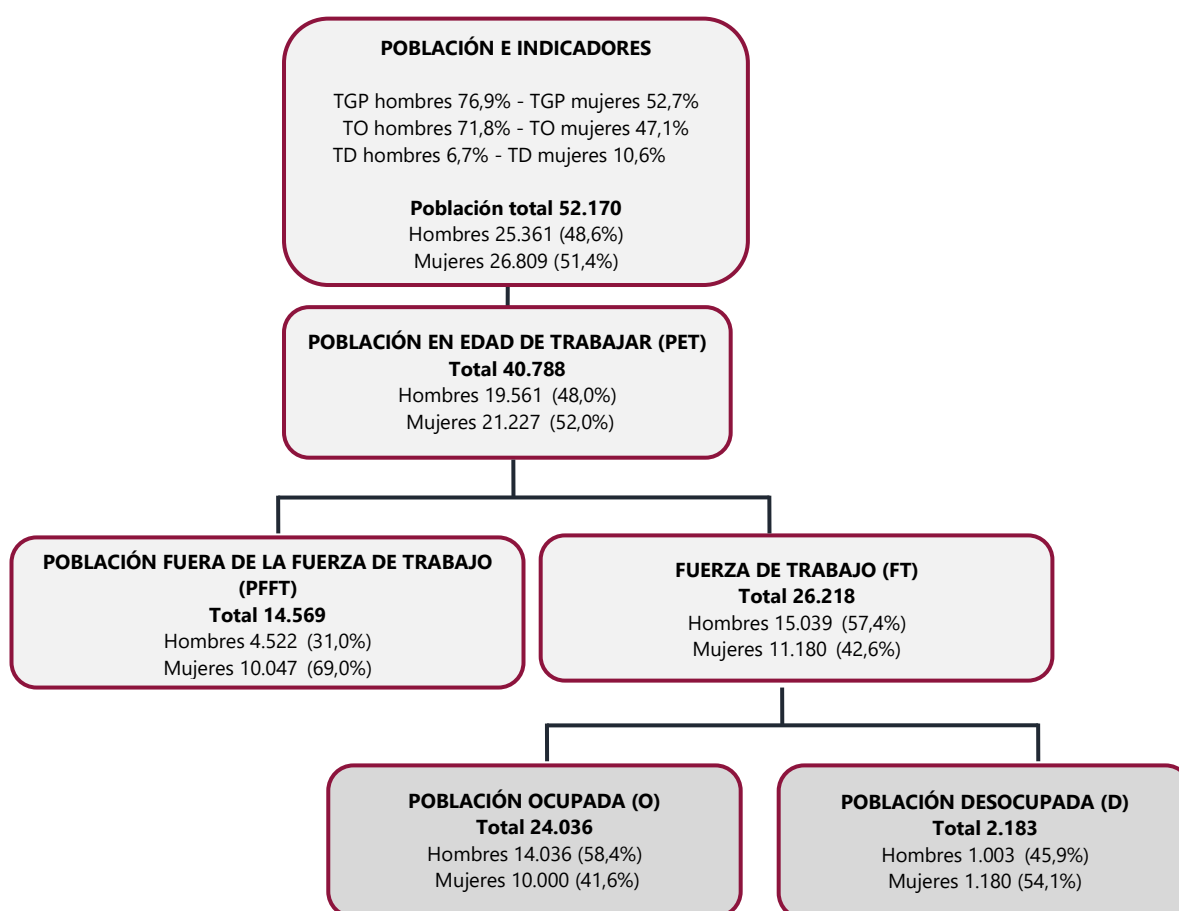 POBLACIÓN E INDICADORES
TGP hombres 76,9% - TGP mujeres 52,7%
TO hombres 71,8% - TO mujeres 47,1%
TD hombres 6,7% - TD mujeres 10,6%
Población total 52.170
Hombres 25.361 (48,6%)
Mujeres 26.809 (51,4%)
POBLACIÓN EN EDAD DE TRABAJAR (PET)
Total 40.788
Hombres 19.561 (48,0%)
Mujeres 21.227 (52,0%)
POBLACIÓN FUERA DE LA FUERZA DE TRABAJO
(PFFT)
Total 14.569
Hombres 4.522 (31,0%)
Mujeres 10.047 (69,0%)
FUERZA DE TRABAJO (FT)
Total 26.218
Hombres 15.039 (57,4%)
Mujeres 11.180 (42,6%)
POBLACIÓN OCUPADA (O)
Total 24.036
Hombres 14.036 (58,4%)
Mujeres 10.000 (41,6%)
POBLACIÓN DESOCUPADA (D)
Total 2.183
Hombres 1.003 (45,9%)
Mujeres 1.180 (54,1%)